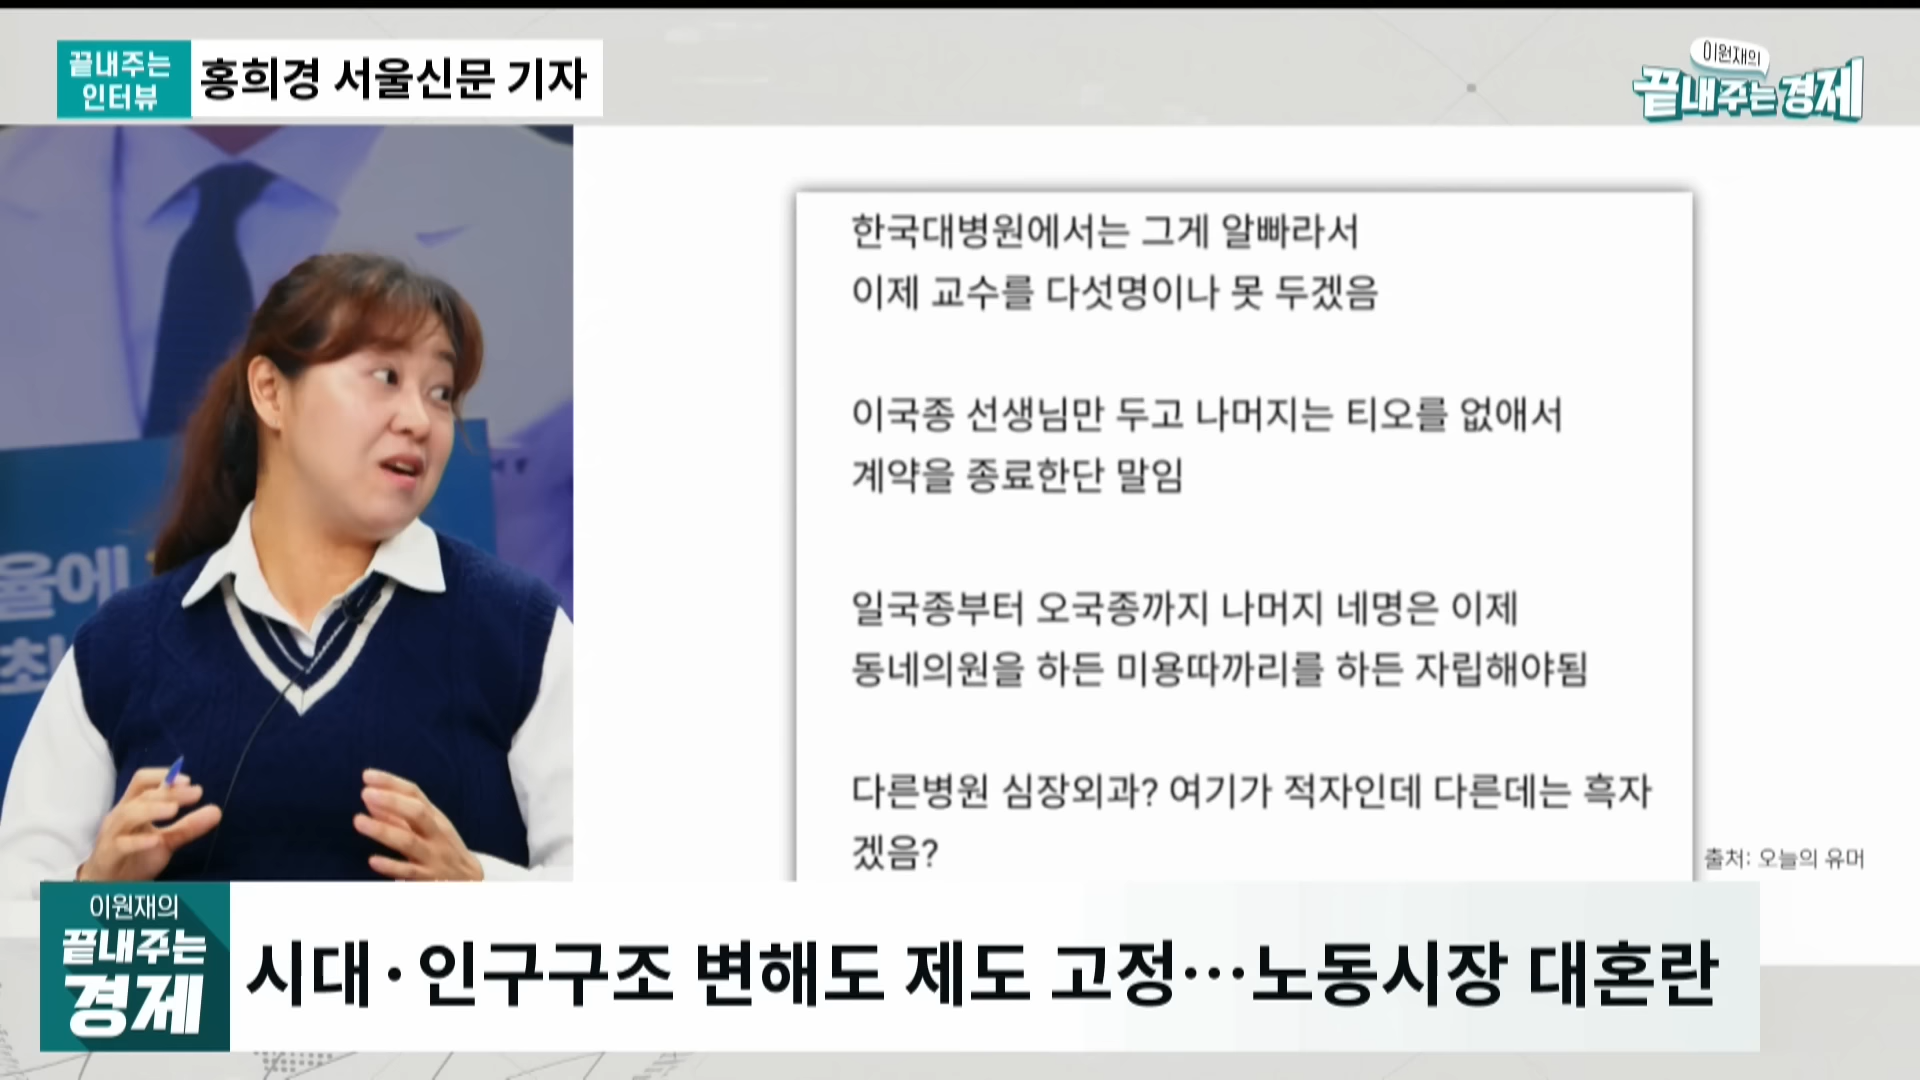 끝내주는
인터뷰
홍희경 서울신문 기자
이원재의
끝내주는 경제
한국대병원에서는 그게 알빠라서
이제 교수를 다섯명이나 못 두겠음
이국종 선생님만 두고 나머지는 티오를 없애서
계약을 종료한단 말임
일국종부터 오국종까지 나머지 네명은 이제
동네의원을 하든 미용따까리를 하든 자립해야됨
다른병원 심장외과? 여기가 적자인데 다른데는 흑자
겠음?
출처: 오늘의 유머
율에
이원재의
끝내주는
경제
시대·인구구조 변해도 제도 고정…노동시장 대혼란